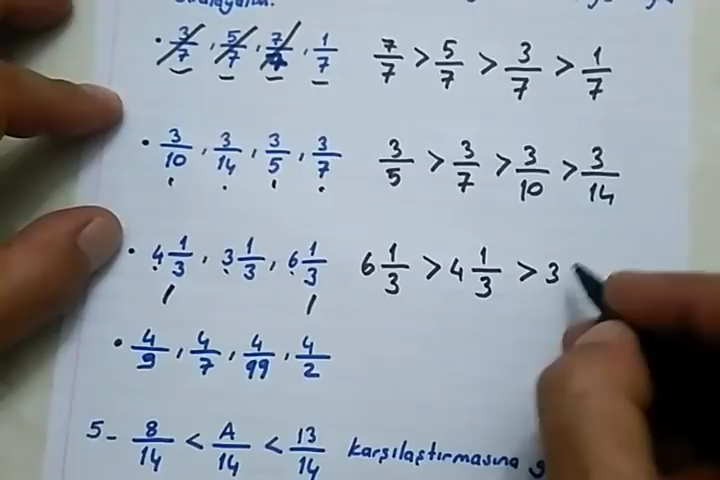 • 3/7, 5/7, 7/7, 1/7 7/7 > 5/7 > 3/7 > 1/7
• 3/10, 3/14, 3/5, 3/7 3/5 > 3/7 > 3/10 > 3/14
• 4 1/3, 3 1/3, 6 1/3 6 1/3 > 4 1/3 > 3
• 4/9, 4/7, 4/99, 4/2
5- 8/14 < A/14 < 13/14 karşılaştırmasına